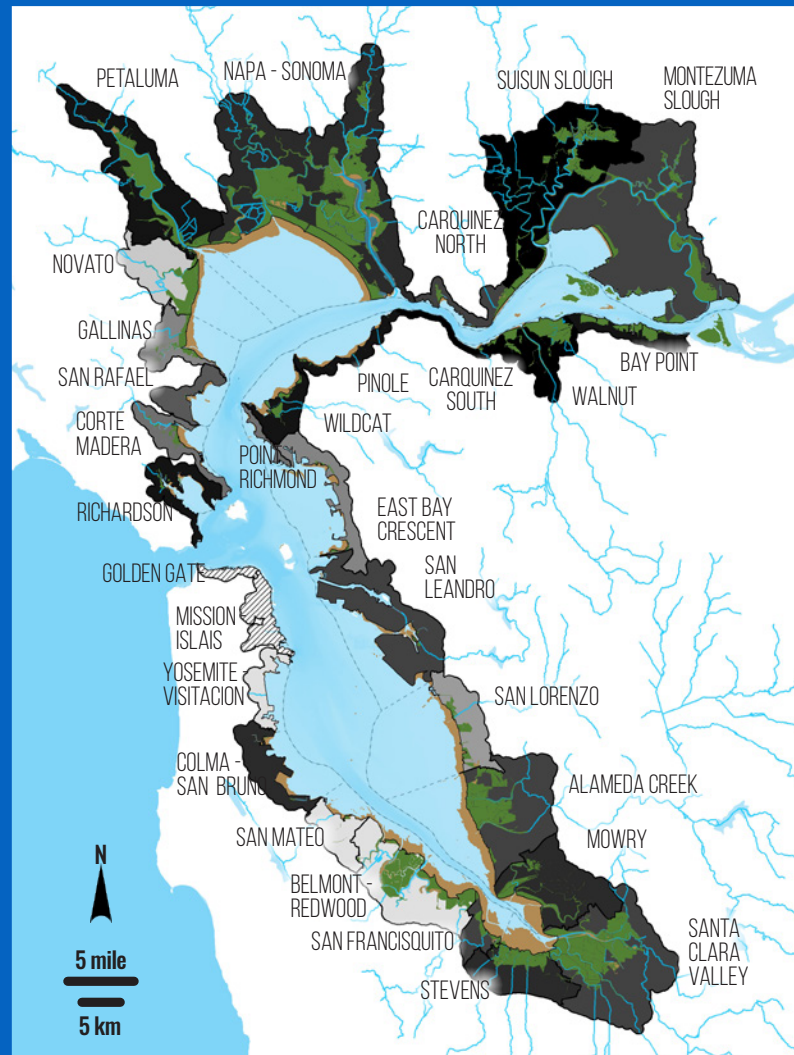 PETALUMA
NAPA - SONOMA
SUISUN SLOUGH
MONTEZUMA
SLOUGH
CARQUINEZ
NORTH
NOVATO
GALLINAS
SAN RAFAEL
CORTE
MADERA
RICHARDSON
GOLDEN GATE
PINOLE
CARQUINEZ
SOUTH
BAY POINT
WALNUT
WILDCAT
POINT
RICHMOND
EAST BAY
CRESCENT
SAN
LEANDRO
MISSION
ISLAIS
YOSEMITE
VISITACION
SAN LORENZO
COLMA -
SAN BRUNO
ALAMEDA CREEK
MOWRY
SAN MATEO
BELMONT -
REDWOOD
SAN FRANCISQUITO
STEVENS
SANTA
CLARA
VALLEY
N
5 mile
5 km